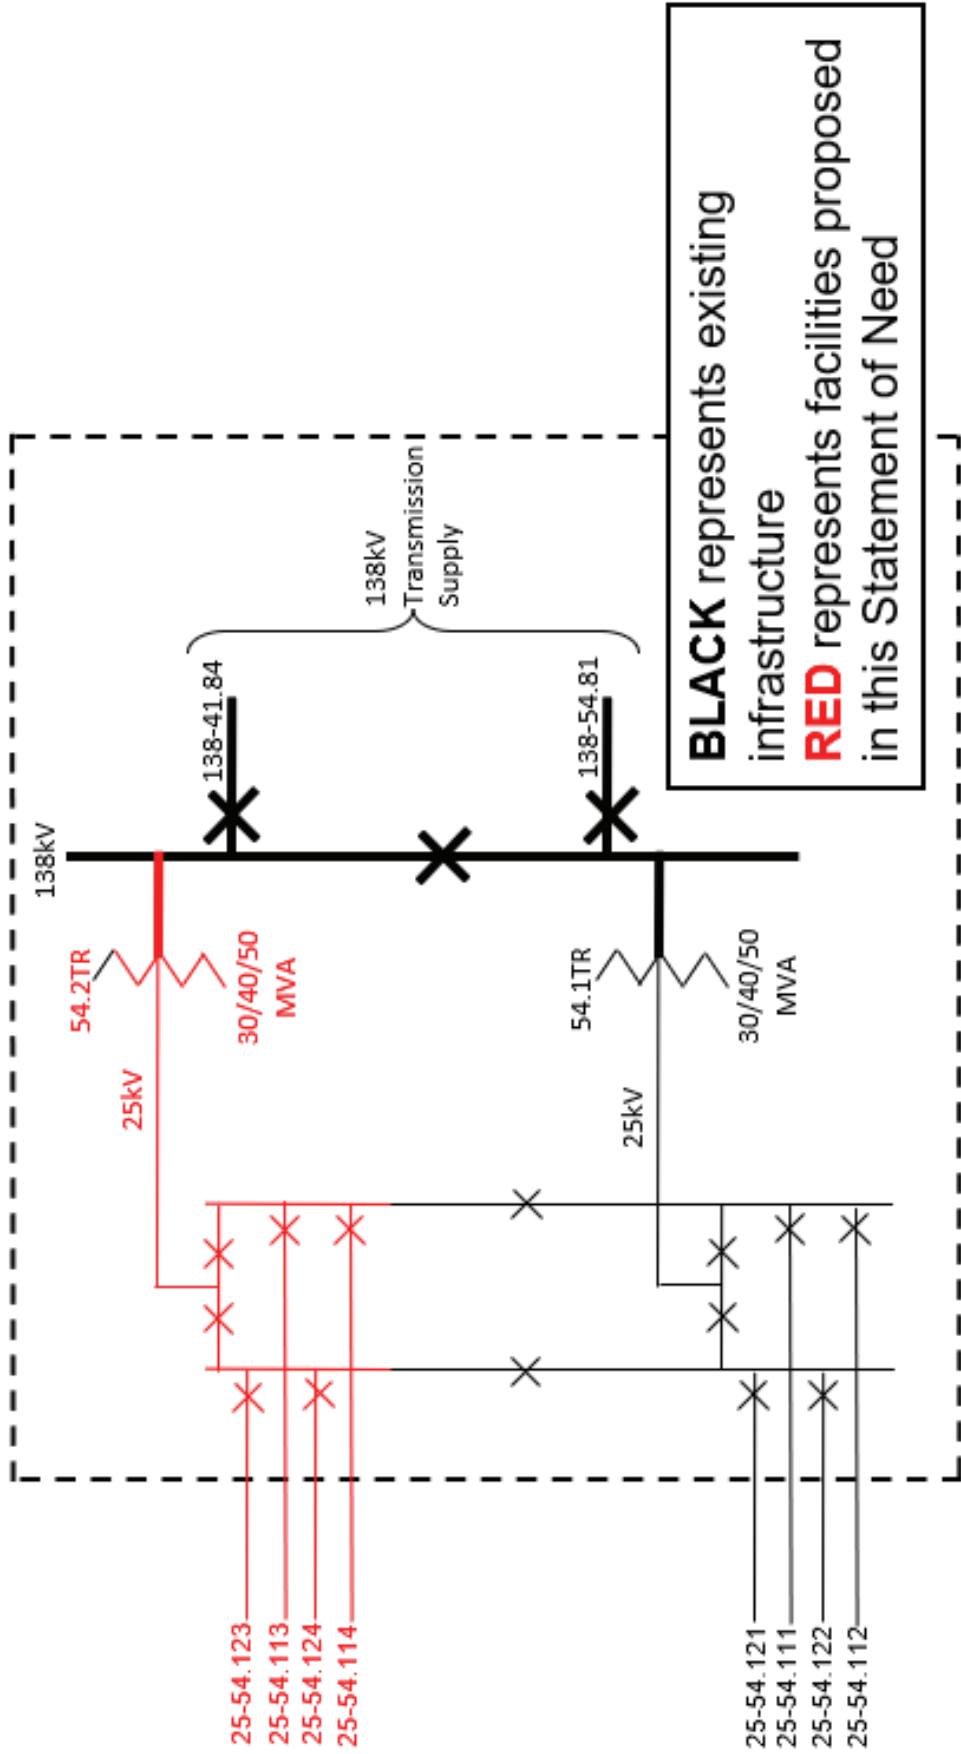 138kV
138-41.84
138-54.81
138kV
Transmission
Supply
54.2TR
30/40/50
MVA
25kV
54.1TR
30/40/50
MVA
25kV
25-54.123
25-54.113
25-54.124
25-54.114
25-54.121
25-54.111
25-54.122
25-54.112
BLACK represents existing
infrastructure
RED represents facilities proposed
in this Statement of Need